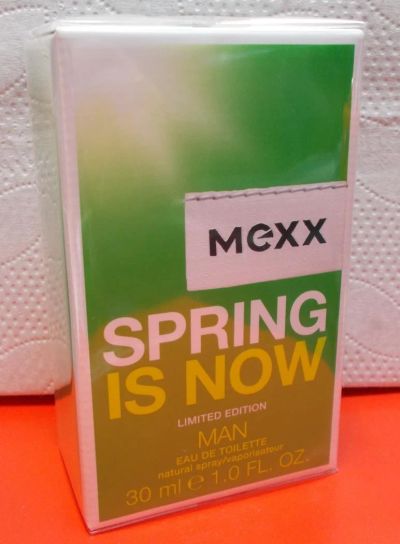 mexx
SPRING
IS NOW
LIMITED EDITION
MAN
EAU DE TOILETTE
natural spray/vaporisateur
30 ml e 1.0 FL. OZ.